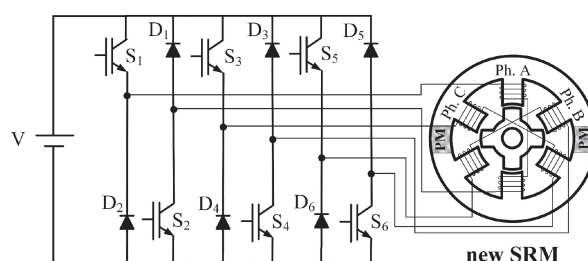 D1 D3 D5
S1 S3 S5
Ph. A
Ph. C
Ph. B
V
PM PM
D2 D4 D6
S2 S4 S6
new SRM